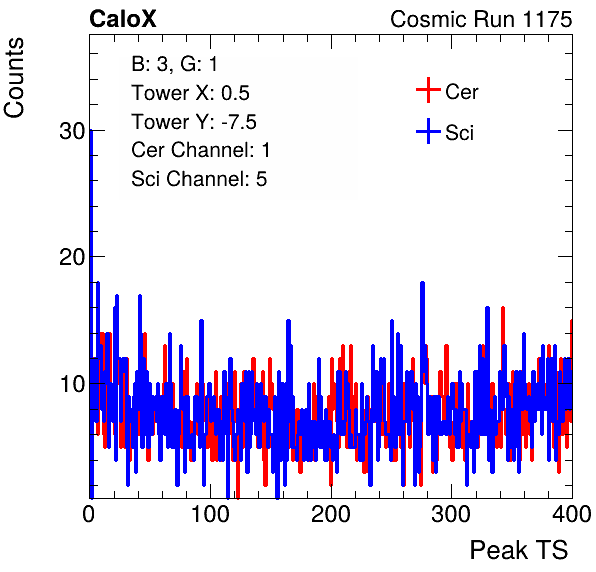 CaloX
Cosmic Run 1175
Counts
B: 3, G: 1
Tower X: 0.5
Tower Y: -7.5
Cer Channel: 1
Sci Channel: 5
Cer
Sci
30
20
10
0
100
200
300
400
Peak TS